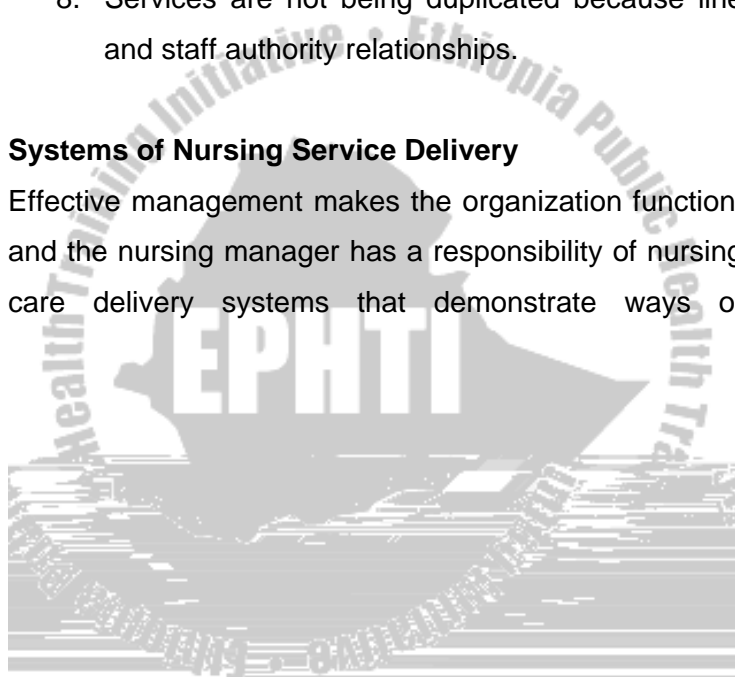 8. Services are not being duplicated because line
and staff authority relationships.
Systems of Nursing Service Delivery
Effective management makes the organization function
and the nursing manager has a responsibility of nursing
care delivery systems that demonstrate ways o
Health Training Initiative • Ethiopia Public Health Tra
EPHTI